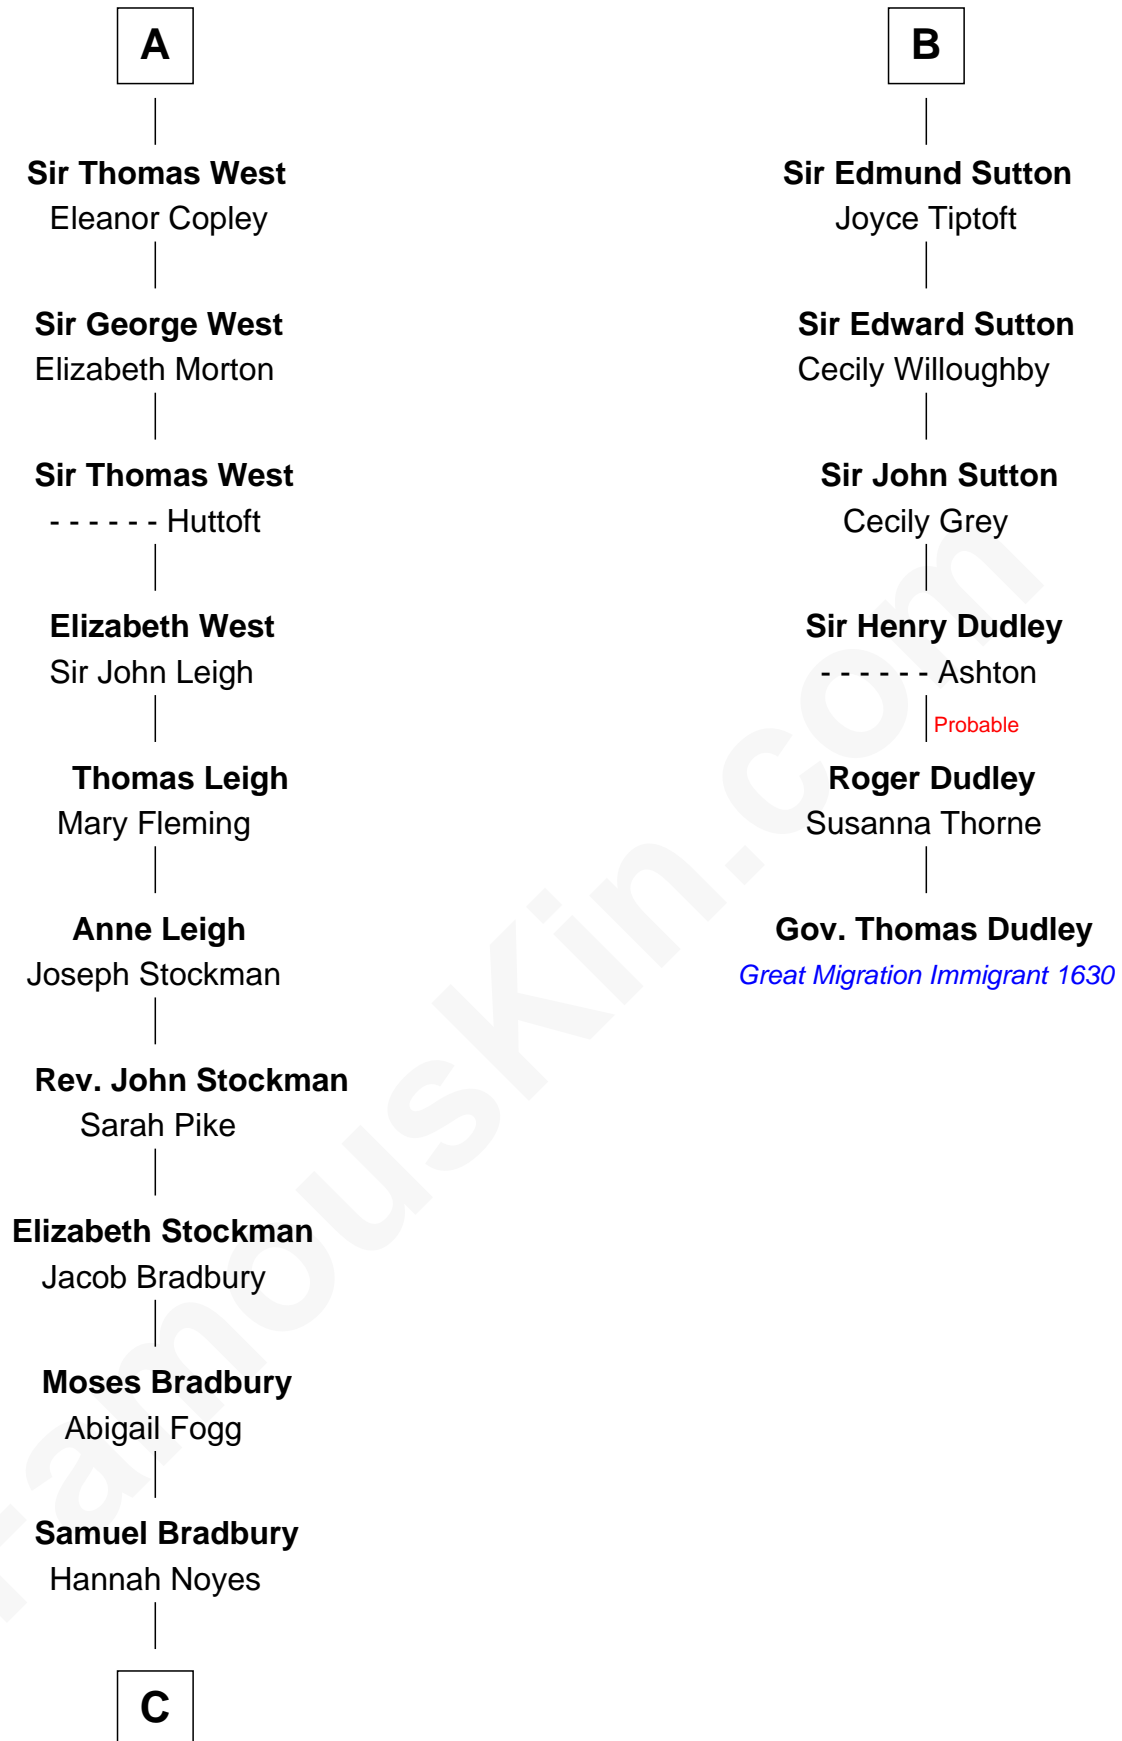 A
Sir Thomas West
Eleanor Copley
Sir George West
Elizabeth Morton
Sir Thomas West
- - - - - - Huttoft
Elizabeth West
Sir John Leigh
Thomas Leigh
Mary Fleming
Anne Leigh
Joseph Stockman
Rev. John Stockman
Sarah Pike
Elizabeth Stockman
Jacob Bradbury
Moses Bradbury
Abigail Fogg
Samuel Bradbury
Hannah Noyes
C
B
Sir Edmund Sutton
Joyce Tiptoft
Sir Edward Sutton
Cecily Willoughby
Sir John Sutton
Cecily Grey
Sir Henry Dudley
- - - - - - Ashton
Probable
Roger Dudley
Susanna Thorne
Gov. Thomas Dudley
Great Migration Immigrant 1630
FamousKin.com